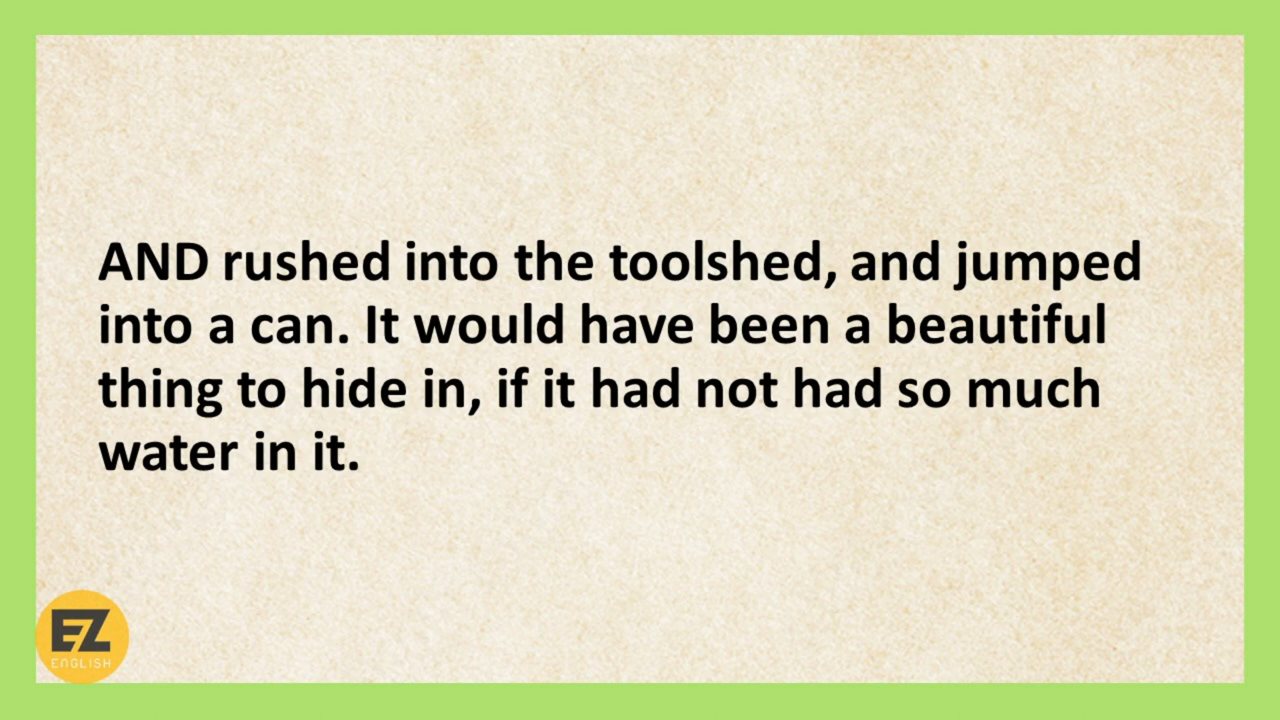 AND rushed into the toolshed, and jumped
into a can. It would have been a beautiful
thing to hide in, if it had not had so much
water in it.
EZ
ENGLISH